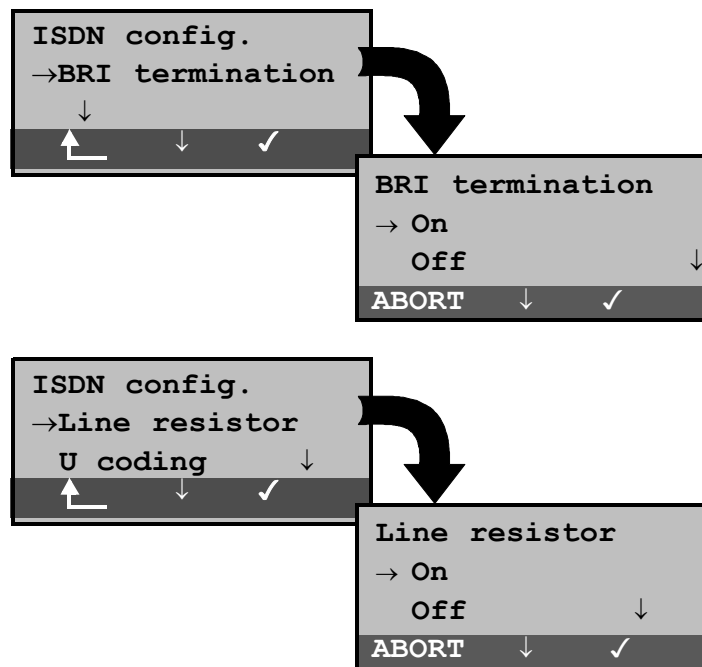 ISDN config.
→BRI termination
↓
↓ ✓
BRI termination
→ On
Off ↓
ABORT ↓ ✓
ISDN config.
→Line resistor
U coding ↓
↓ ✓
Line resistor
→ On
Off ↓
ABORT ↓ ✓